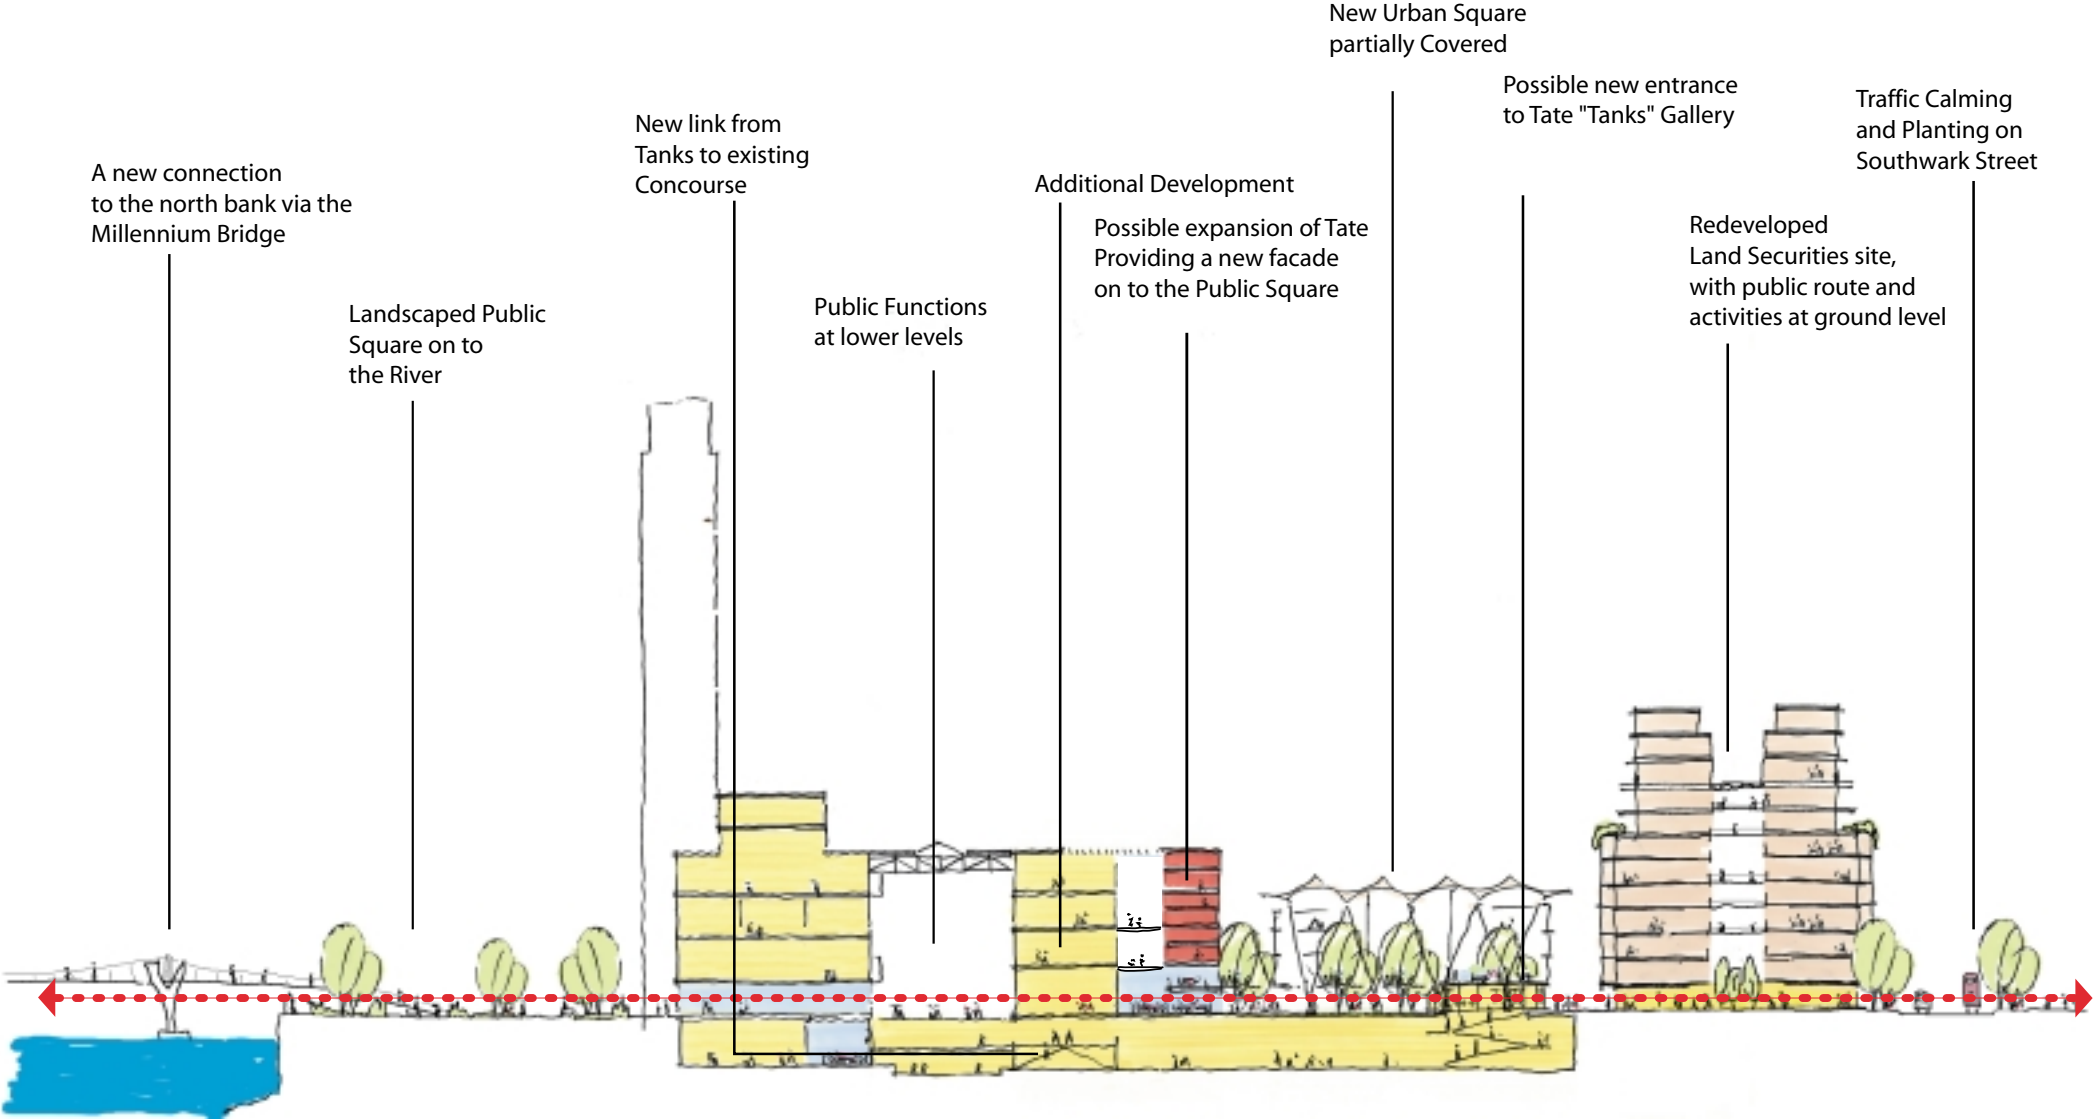 A new connection
to the north bank via the
Millennium Bridge
Landscaped Public
Square on to
the River
New link from
Tanks to existing
Concourse
Public Functions
at lower levels
Additional Development
Possible expansion of Tate
Providing a new facade
on to the Public Square
New Urban Square
partially Covered
Possible new entrance
to Tate "Tanks" Gallery
Redeveloped
Land Securities site,
with public route and
activities at ground level
Traffic Calming
and Planting on
Southwark Street